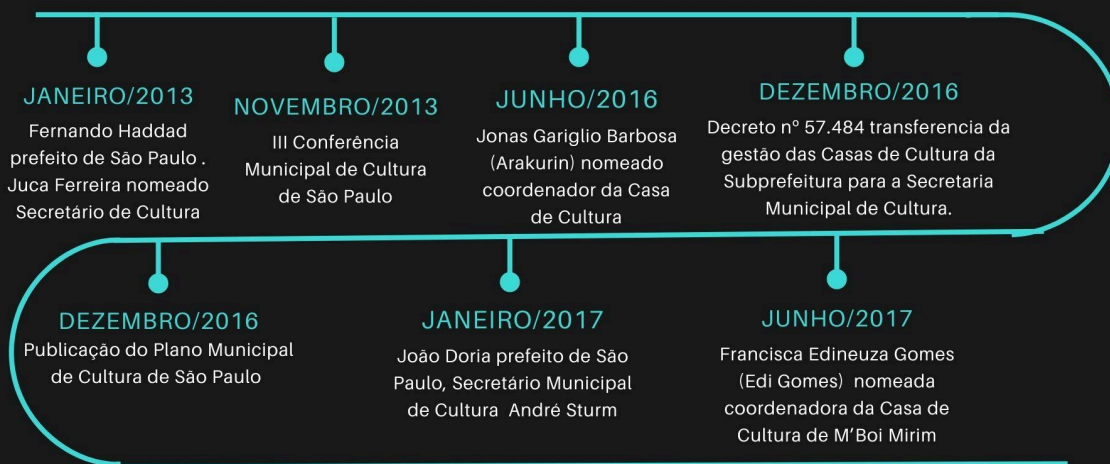 JANEIRO/2013
Fernando Haddad
prefeito de São Paulo .
Juca Ferreira nomeado
Secretário de Cultura
NOVEMBRO/2013
III Conferência
Municipal de Cultura
de São Paulo
JUNHO/2016
Jonas Gariglio Barbosa
(Arakurin) nomeado
coordenador da Casa
de Cultura
DEZEMBRO/2016
Decreto nº 57.484 transferencia da
gestão das Casas de Cultura da
Subprefeitura para a Secretaria
Municipal de Cultura.
DEZEMBRO/2016
Publicação do Plano Municipal
de Cultura de São Paulo
JANEIRO/2017
João Doria prefeito de São
Paulo, Secretário Municipal
de Cultura André Sturm
JUNHO/2017
Francisca Edineuza Gomes
(Edi Gomes) nomeada
coordenadora da Casa de
Cultura de M'Boi Mirim